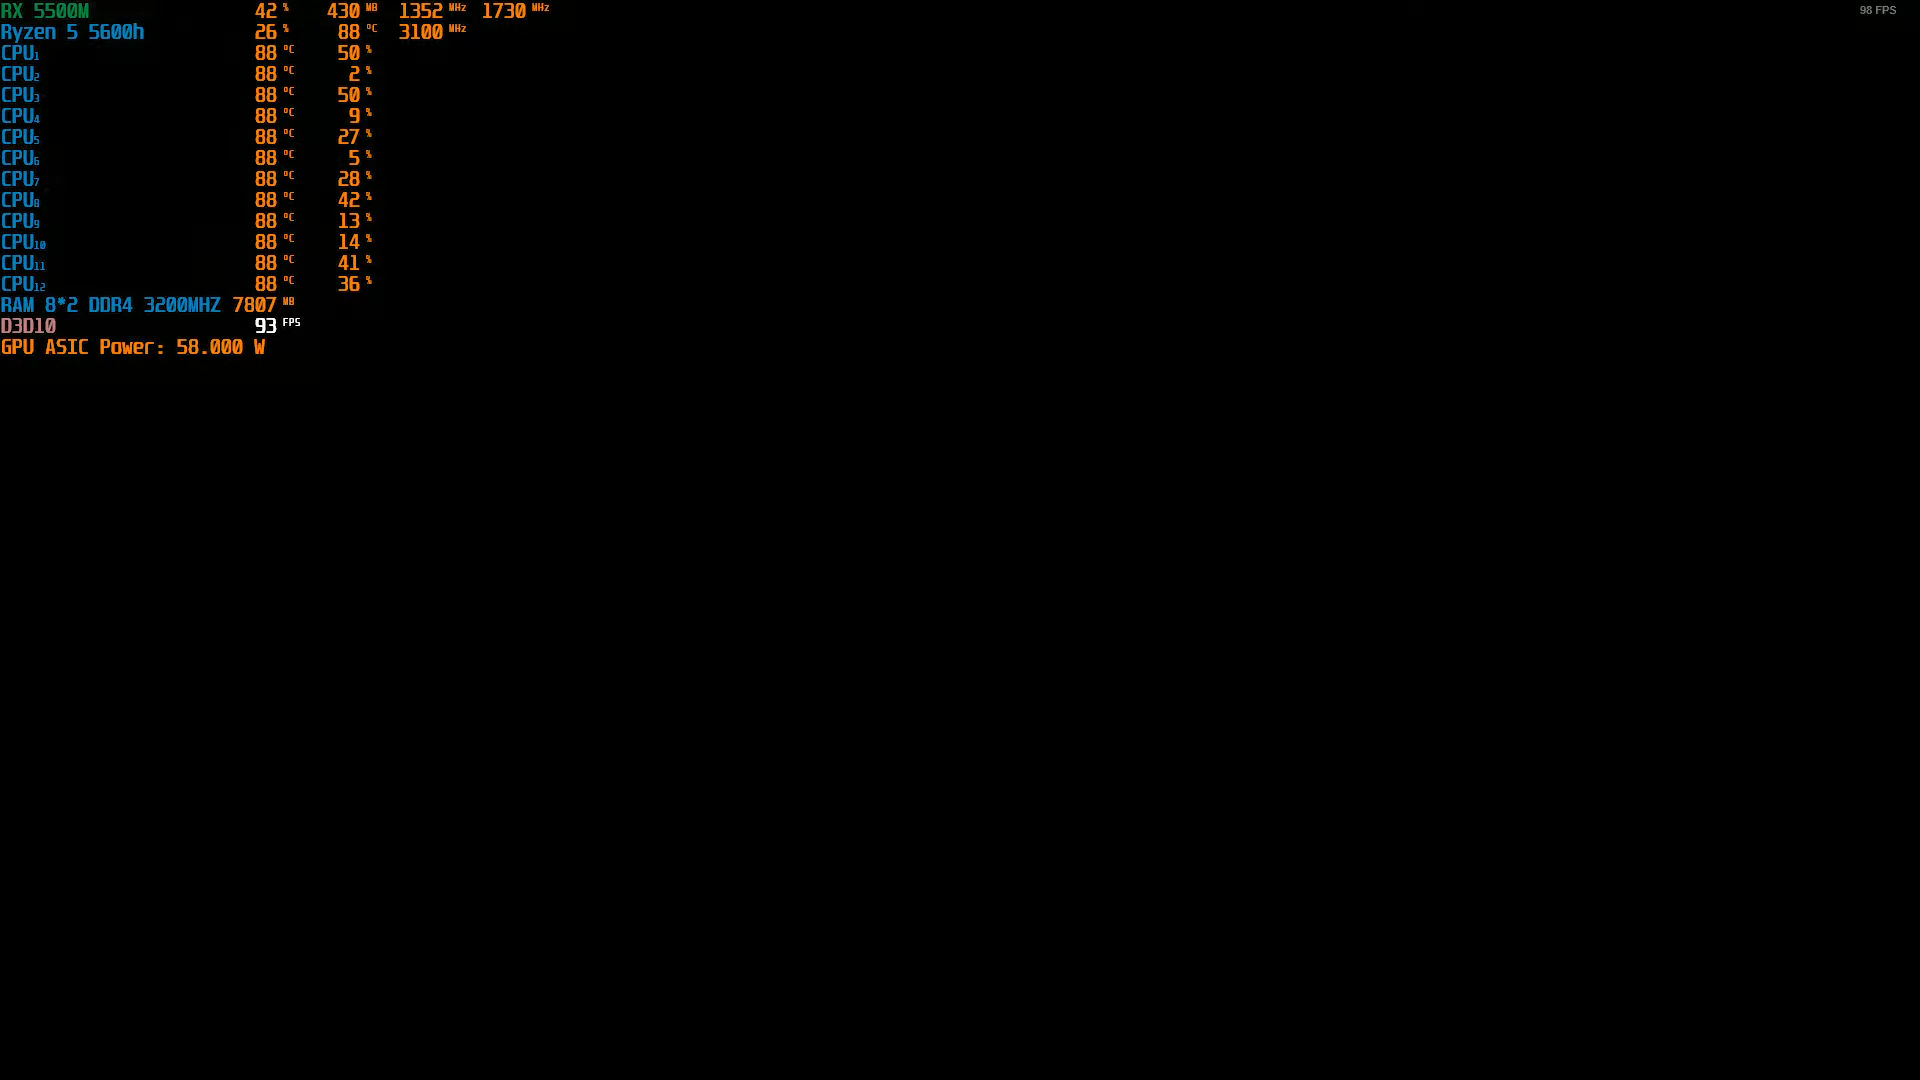 RX 5500M 42 % 430 MB 1352 MHz 1730 MHz 98 FPS
Ryzen 5 5600h 26 % 88 °C 3100 MHz
CPU1 88 °C 50 %
CPU2 88 °C 2 %
CPU3 88 °C 50 %
CPU4 88 °C 9 %
CPU5 88 °C 27 %
CPU6 88 °C 5 %
CPU7 88 °C 28 %
CPU8 88 °C 42 %
CPU9 88 °C 13 %
CPU10 88 °C 14 %
CPU11 88 °C 41 %
CPU12 88 °C 36 %
RAM 8*2 DDR4 3200MHZ 7807 MB
D3D10 93 FPS
GPU ASIC Power: 58.000 W